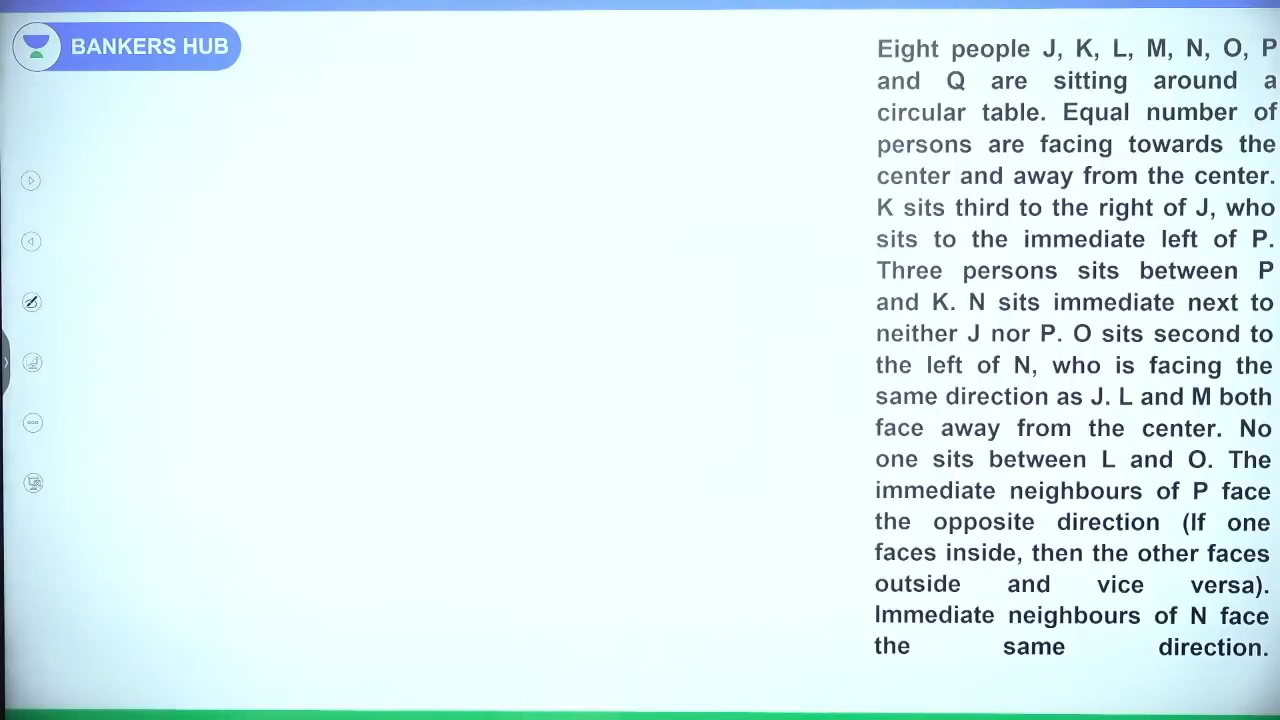 BANKERS HUB
Eight people J, K, L, M, N, O, P
and Q are sitting around a
circular table. Equal number of
persons are facing towards the
center and away from the center.
K sits third to the right of J, who
sits to the immediate left of P.
Three persons sits between P
and K. N sits immediate next to
neither J nor P. O sits second to
the left of N, who is facing the
same direction as J. L and M both
face away from the center. No
one sits between L and O. The
immediate neighbours of P face
the opposite direction (If one
faces inside, then the other faces
outside and vice versa).
Immediate neighbours of N face
the same direction.